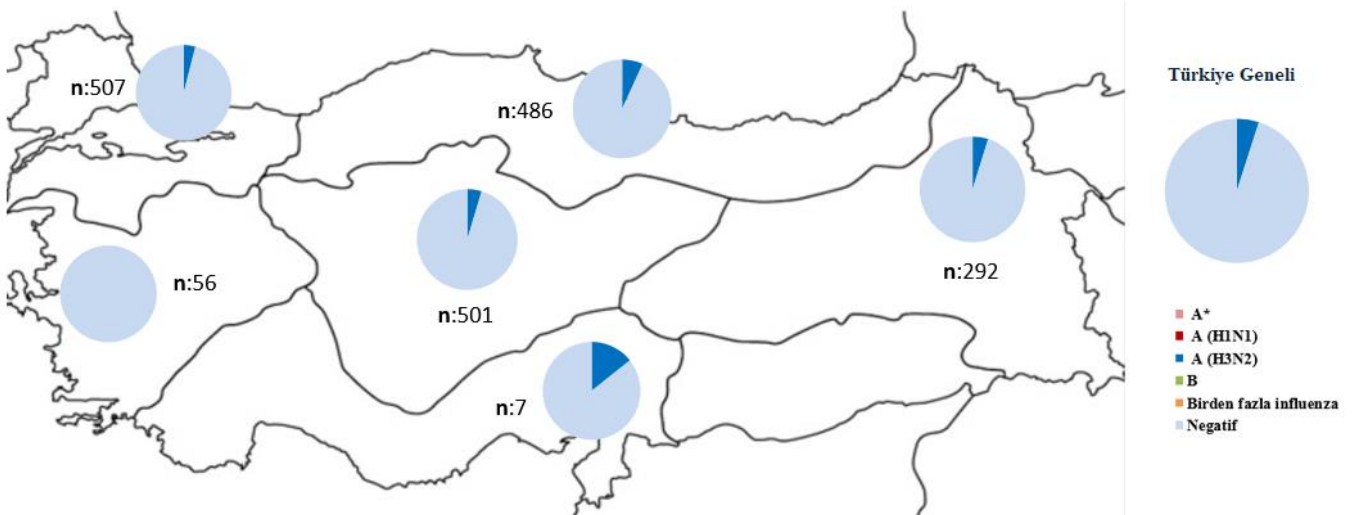 n:507
n:486
n:292
n:56
n:501
n:7
Türkiye Geneli
A*
A (H1N1)
A (H3N2)
B
Birden fazla influenza
Negatif